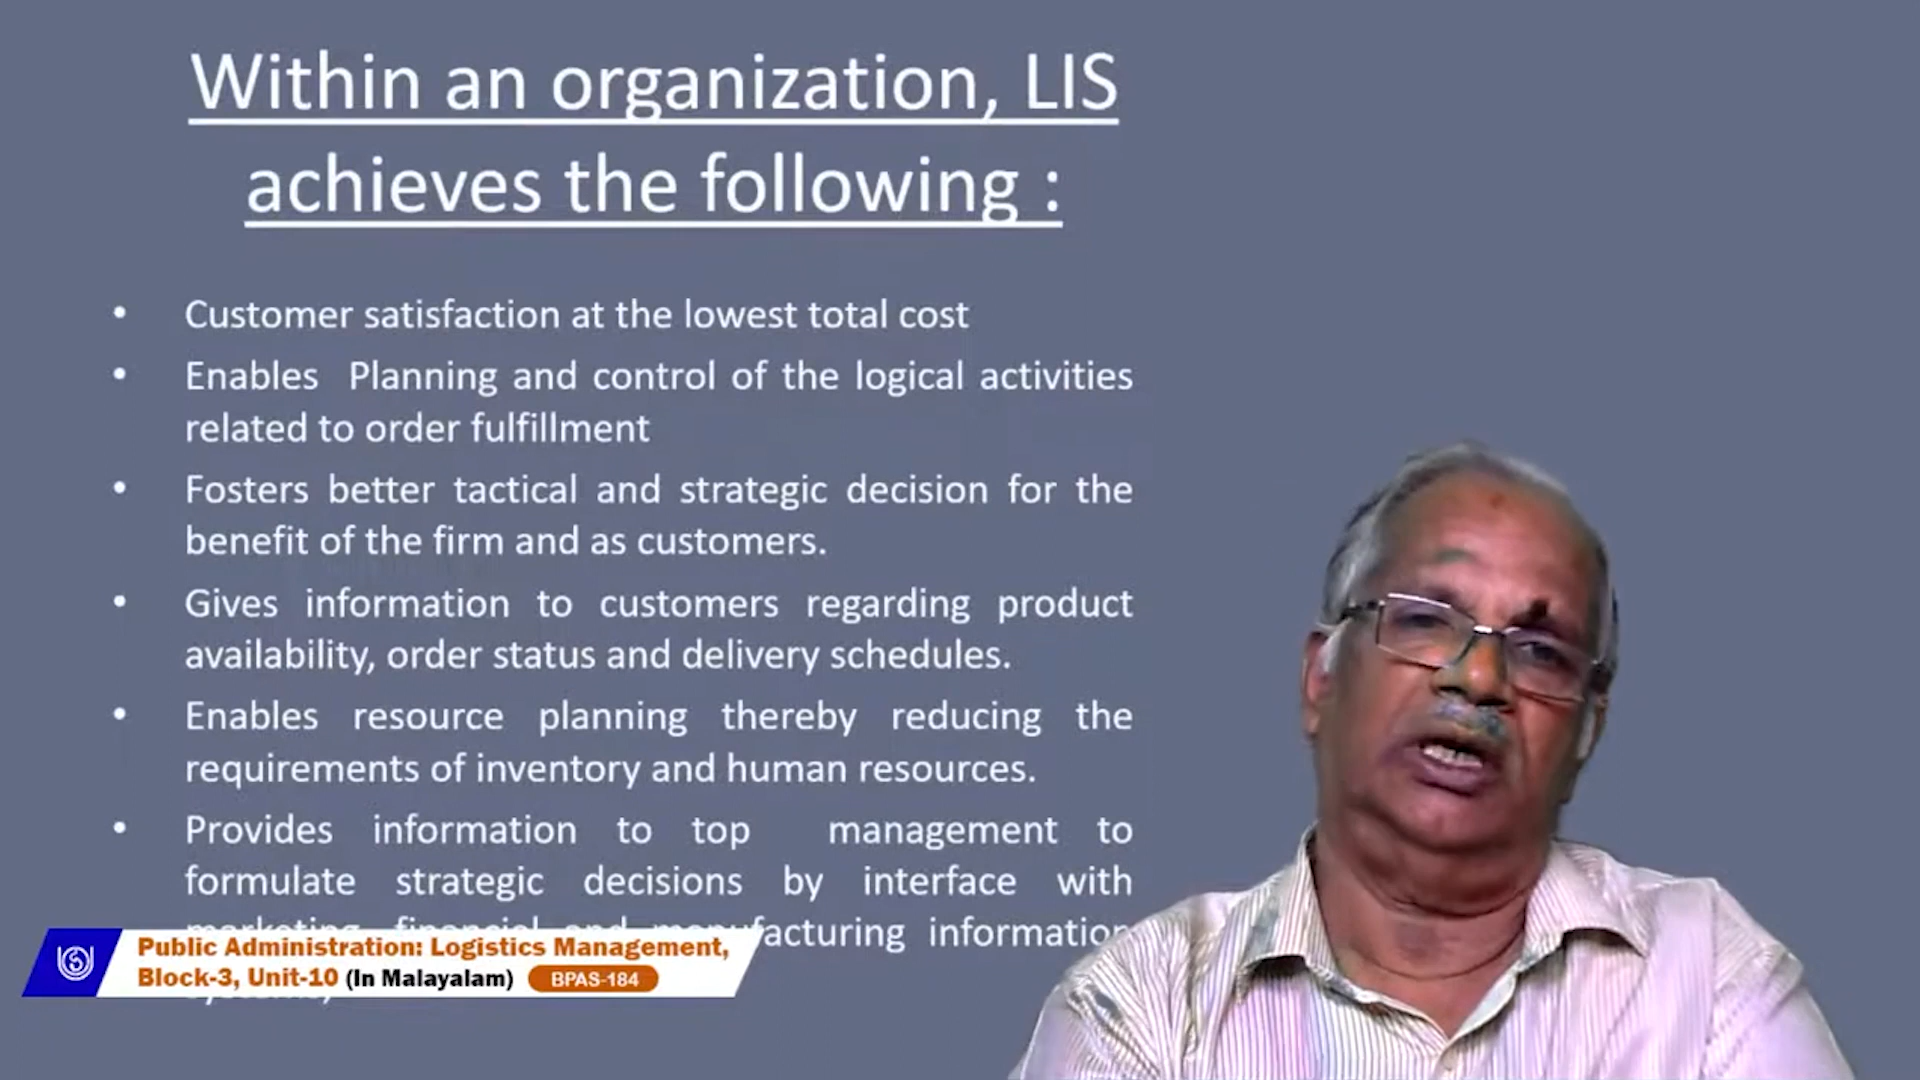 Within an organization, LIS
achieves the following :
• Customer satisfaction at the lowest total cost
• Enables Planning and control of the logical activities
related to order fulfillment
• Fosters better tactical and strategic decision for the
benefit of the firm and as customers.
• Gives information to customers regarding product
availability, order status and delivery schedules.
• Enables resource planning thereby reducing the
requirements of inventory and human resources.
• Provides information to top management to
formulate strategic decisions by interface with
marketing, financial and manufacturing information
Public Administration: Logistics Management,
Block-3, Unit-10 (In Malayalam) BPAS-184